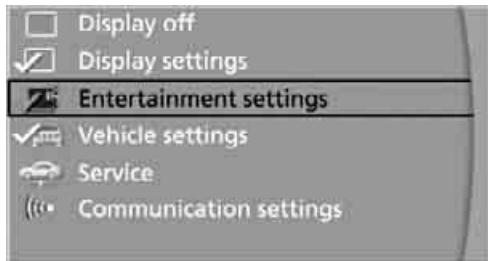 Display off
Display settings
Entertainment settings
Vehicle settings
Service
Communication settings